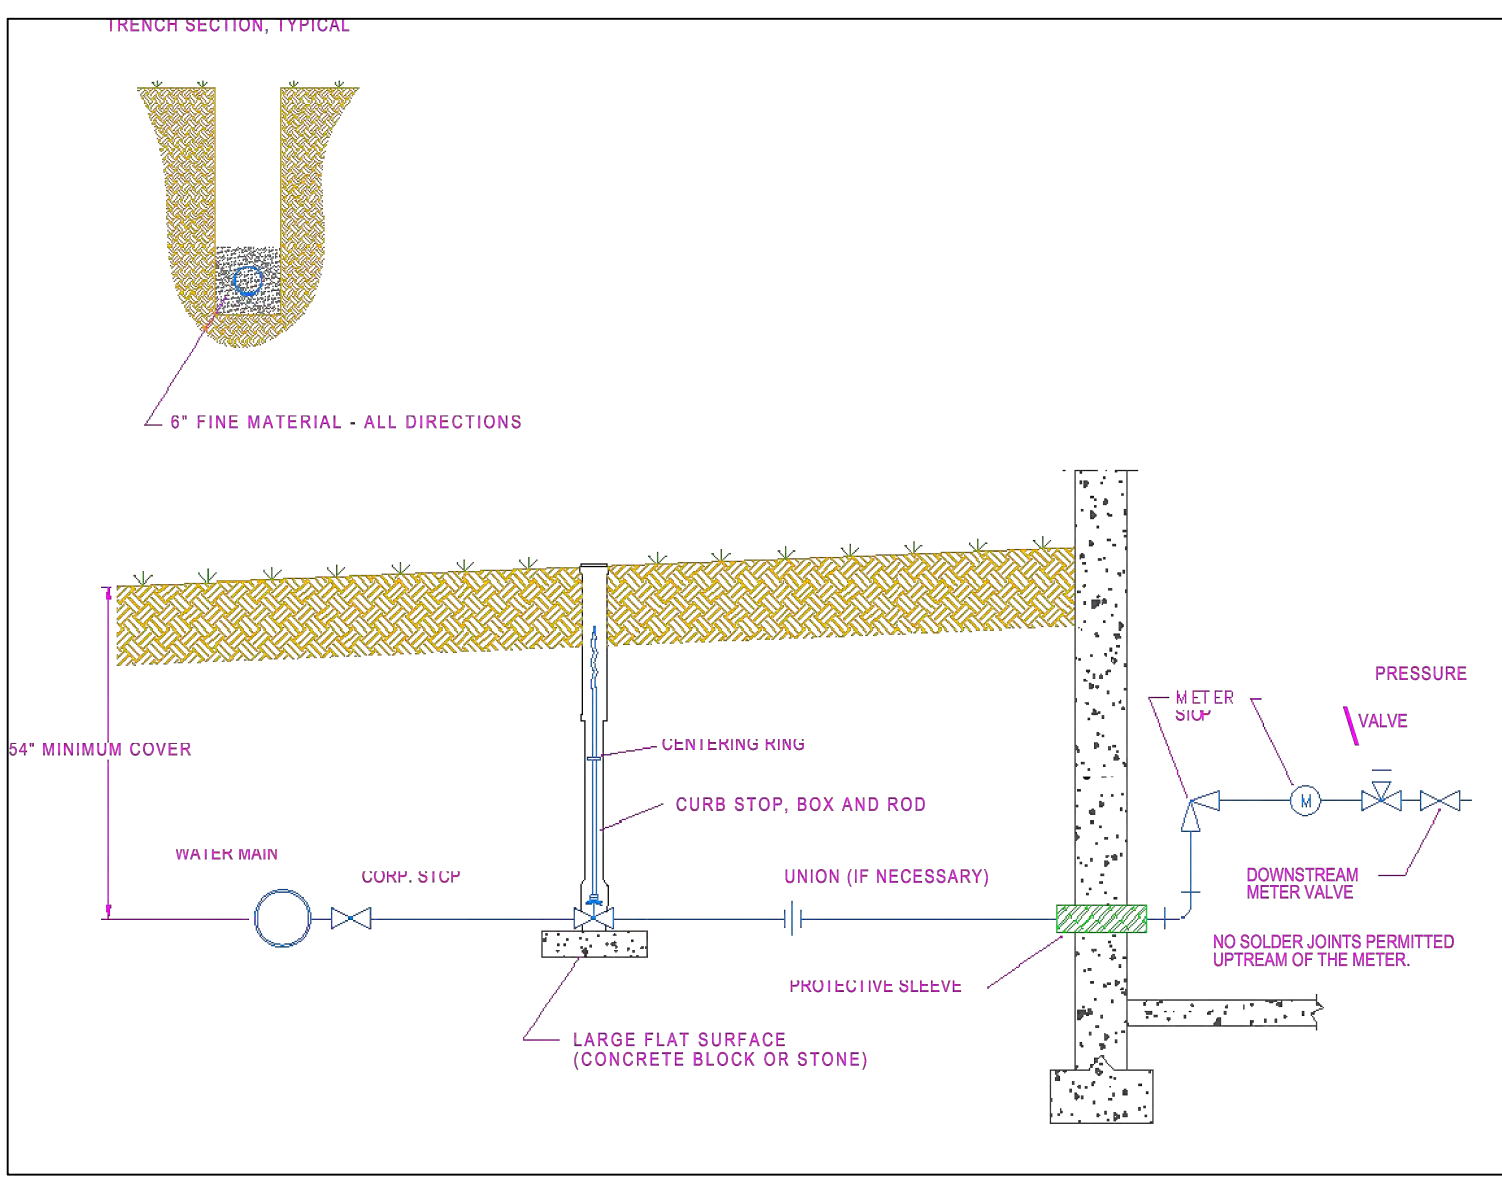 TRENCH SECTION, TYPICAL
6" FINE MATERIAL - ALL DIRECTIONS
PRESSURE
METER
STOP
VALVE
54" MINIMUM COVER
CENTERING RING
CURB STOP, BOX AND ROD
M
WATER MAIN
CORP. STOP
UNION (IF NECESSARY)
DOWNSTREAM
METER VALVE
NO SOLDER JOINTS PERMITTED
UPTREAM OF THE METER.
PROTECTIVE SLEEVE
LARGE FLAT SURFACE
(CONCRETE BLOCK OR STONE)